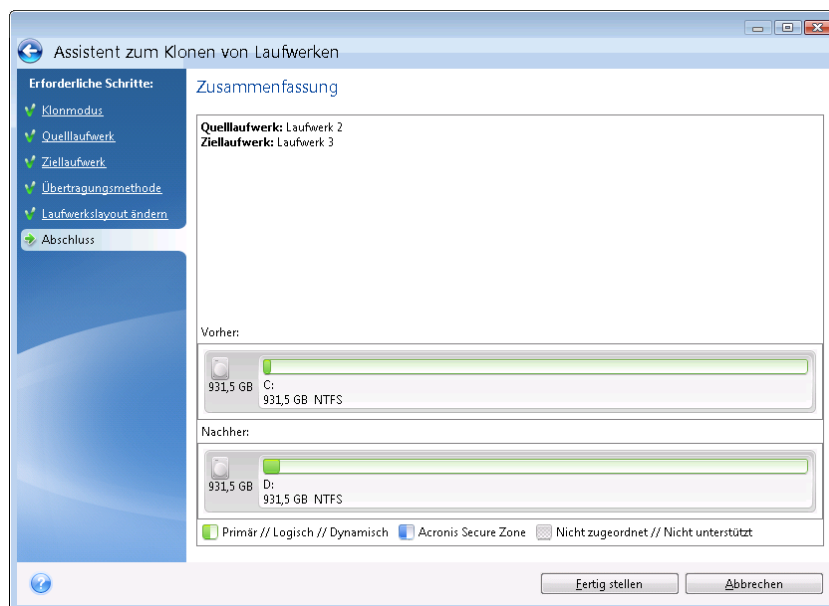 Assistent zum Klonen von Laufwerken
Erforderliche Schritte:
Klonmodus
Quelllaufwerk
Ziellaufwerk
Übertragungsmethode
Laufwerkslayout ändern
Abschluss
Zusammenfassung
Quelllaufwerk: Laufwerk 2
Ziellaufwerk: Laufwerk 3
Vorher:
931,5 GB
C:
931,5 GB NTFS
Nachher:
931,5 GB
D:
931,5 GB NTFS
Primär // Logisch // Dynamisch
Acronis Secure Zone
Nicht zugeordnet // Nicht unterstützt
?
Fertig stellen
Abbrechen